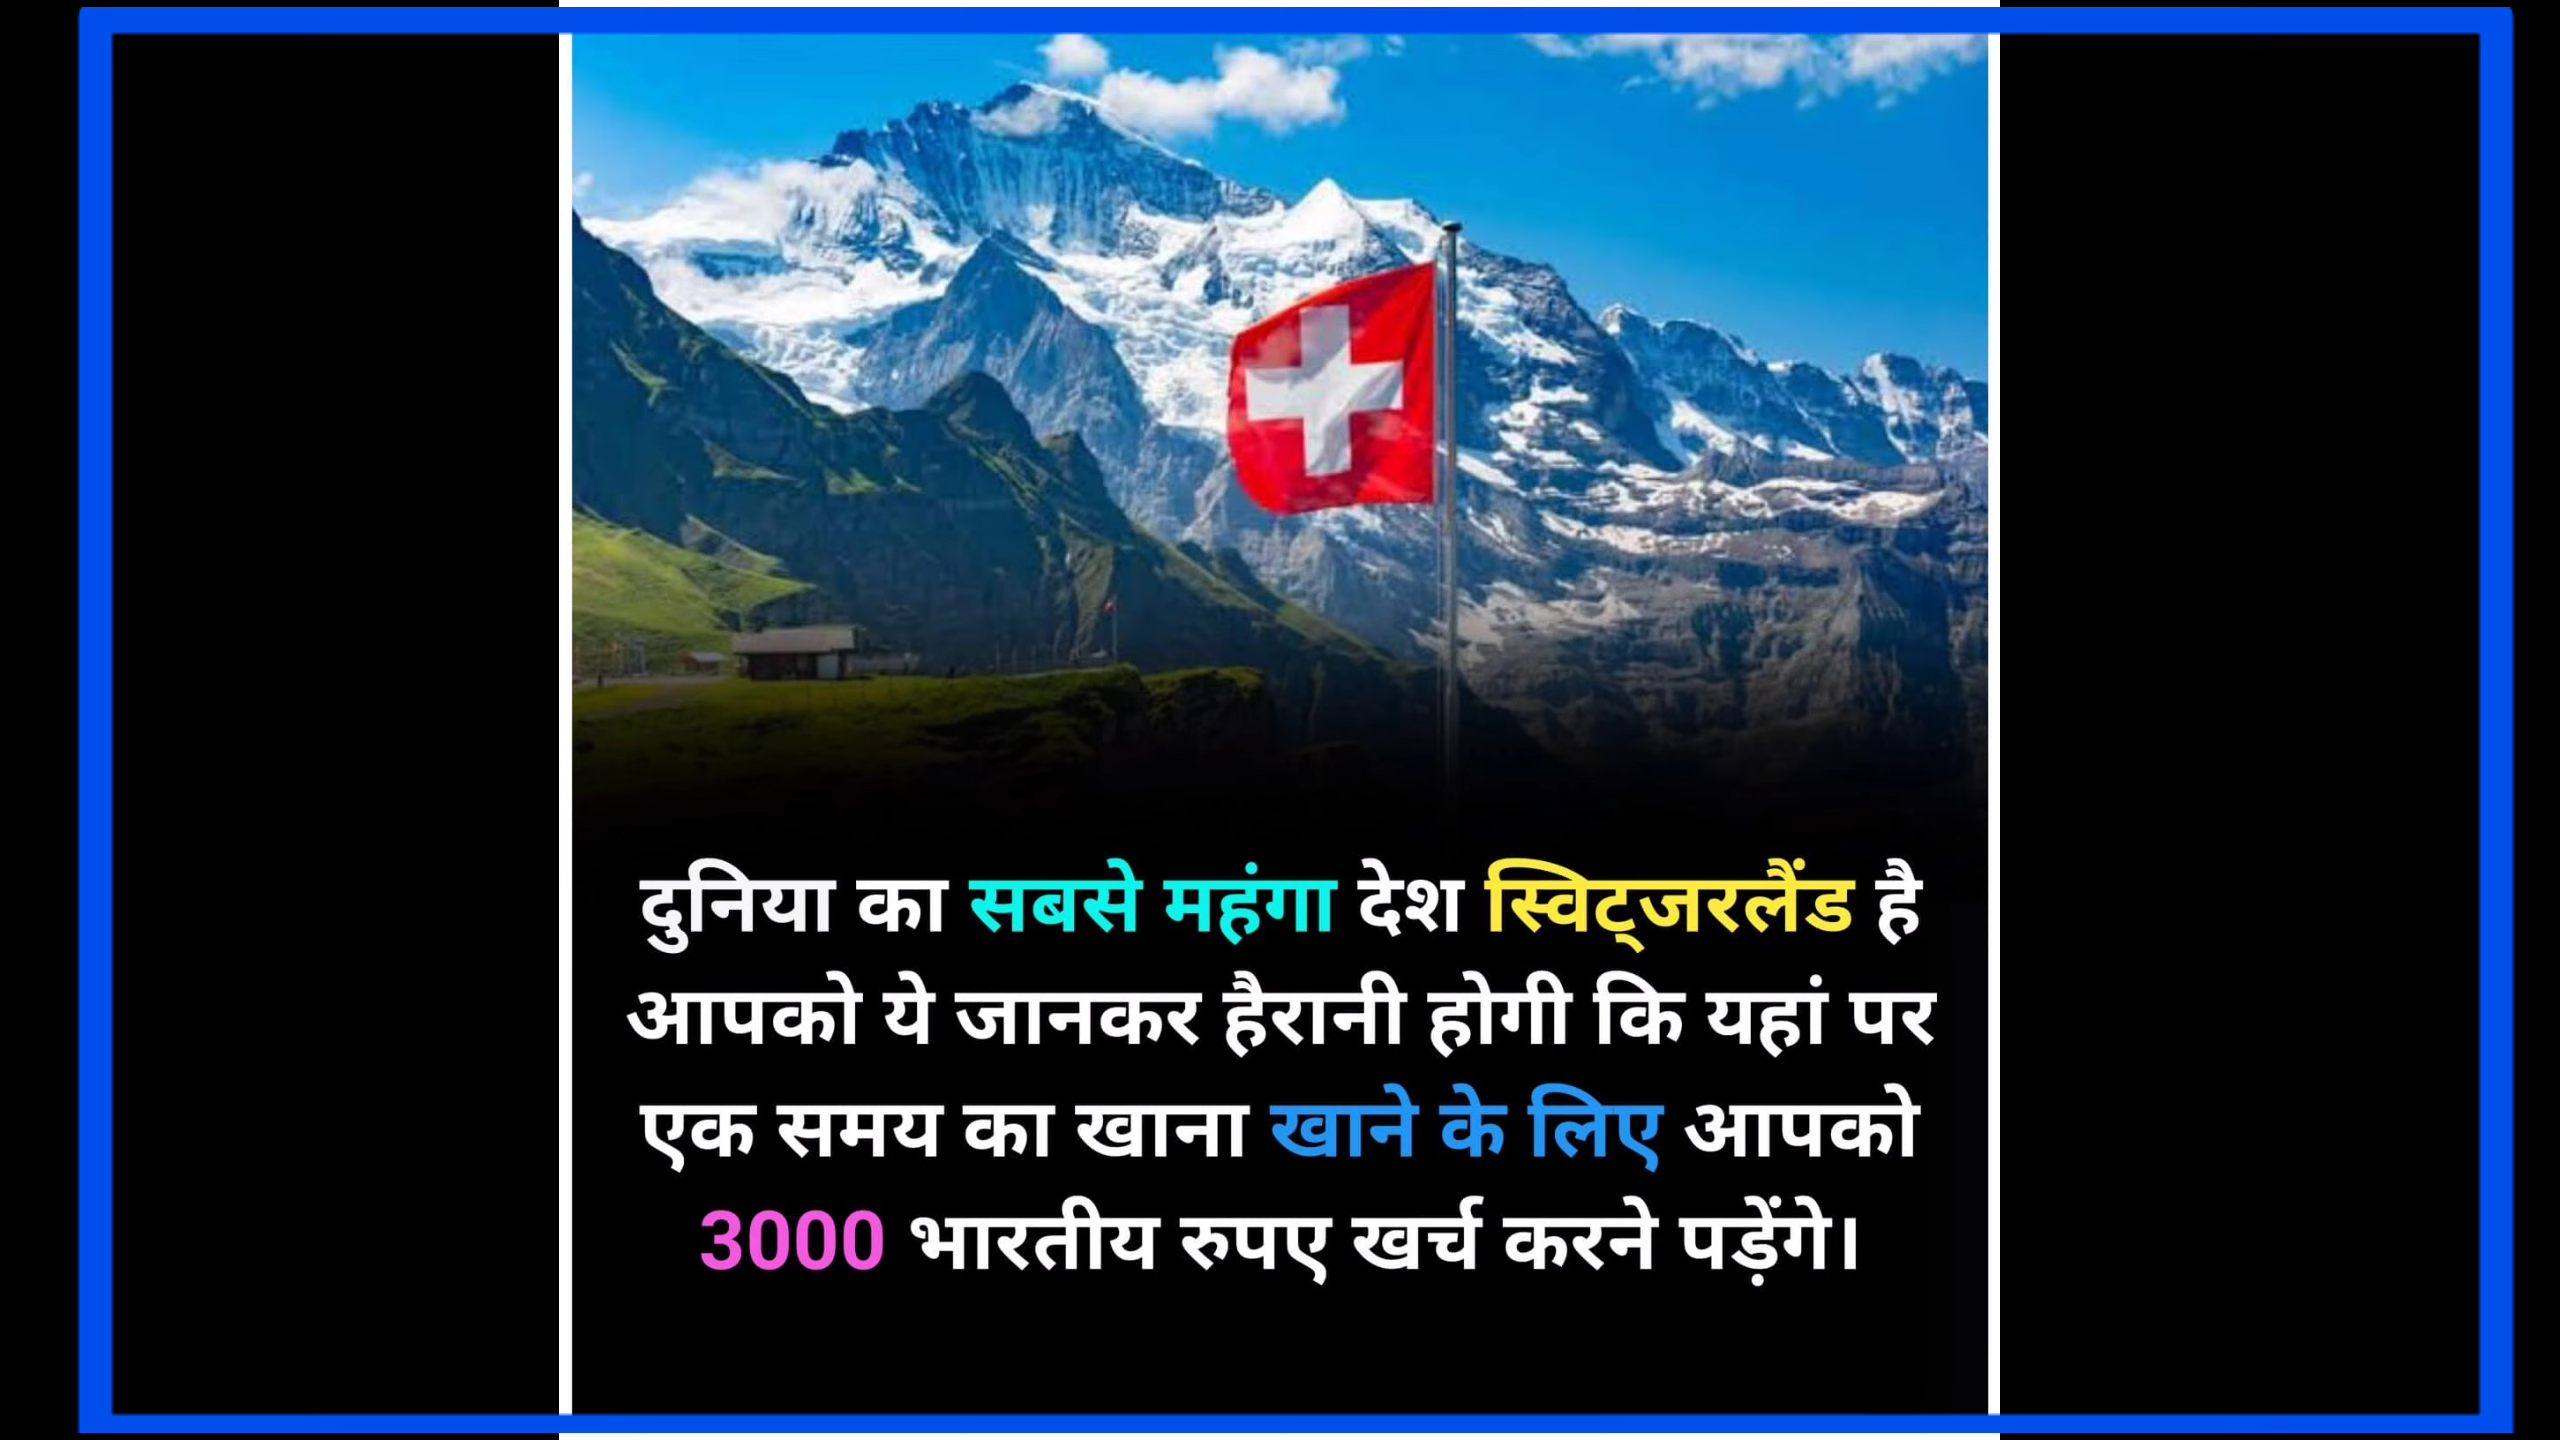 दुनिया का सबसे महंगा देश स्विट्जरलैंड है
आपको ये जानकर हैरानी होगी कि यहां पर
एक समय का खाना खाने के लिए आपको
3000 भारतीय रुपए खर्च करने पड़ेंगे।